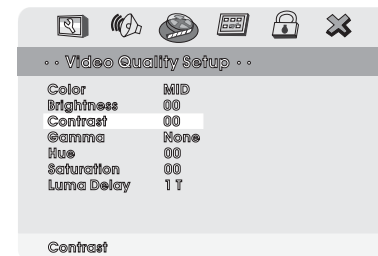 ◦ ◦ Video Quality Setup ◦ ◦
Color MID
Brightness 00
Contrast 00
Gamma None
Hue 00
Saturation 00
Luma Delay 1 T
Contrast